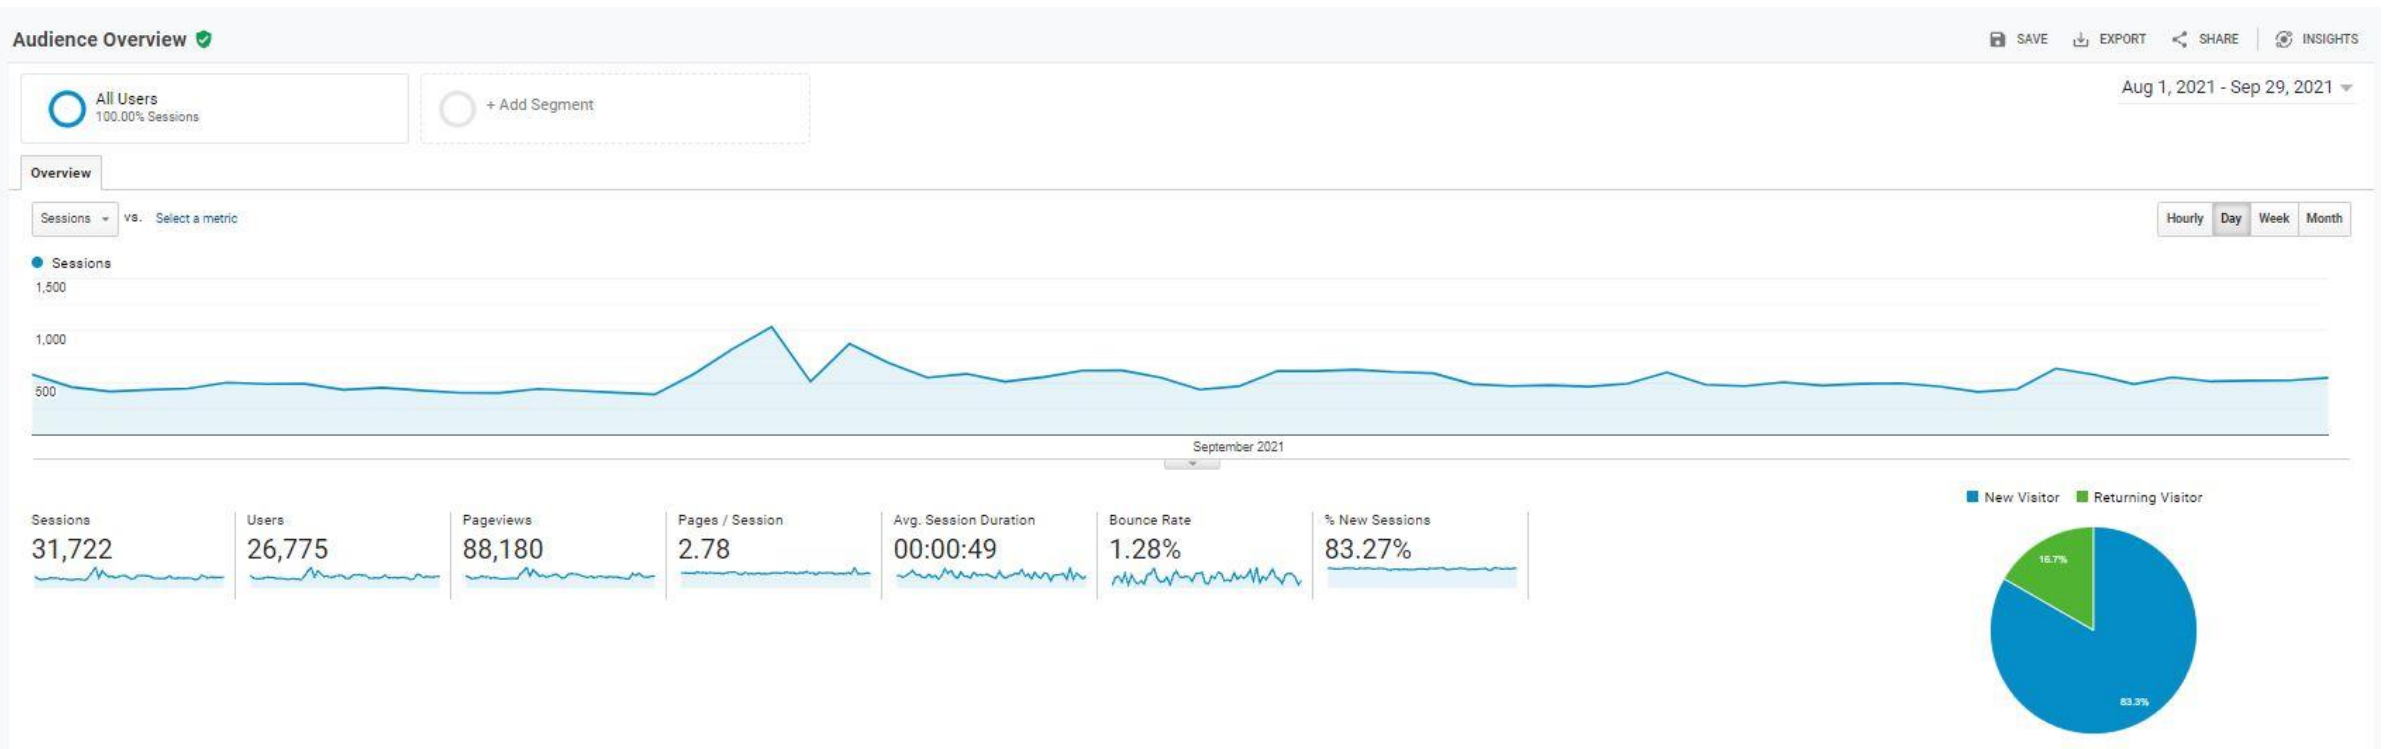 Audience Overview
SAVE EXPORT SHARE INSIGHTS
All Users
100.00% Sessions
+ Add Segment
Aug 1, 2021 - Sep 29, 2021
Overview
Sessions vs. Select a metric
Hourly Day Week Month
Sessions
1,500
1,000
500
September 2021
New Visitor Returning Visitor
Sessions Users Pageviews Pages / Session Avg. Session Duration Bounce Rate % New Sessions
31,722 26,775 88,180 2.78 00:00:49 1.28% 83.27%
16.7%
83.3%